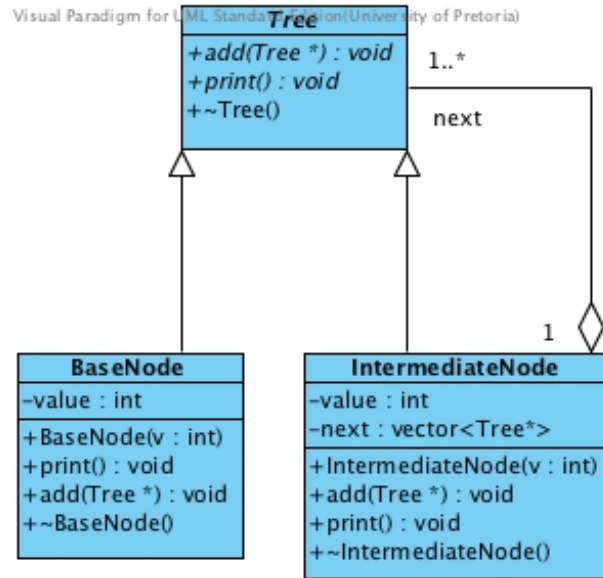 Visual Paradigm for UML Standard Edition(University of Pretoria)
Tree
+add(Tree *) : void
+print() : void
+~Tree()
1..*
next
1
BaseNode
-value : int
+BaseNode(v : int)
+print() : void
+add(Tree *) : void
+~BaseNode()
IntermediateNode
-value : int
-next : vector<Tree*>
+IntermediateNode(v : int)
+add(Tree *) : void
+print() : void
+~IntermediateNode()